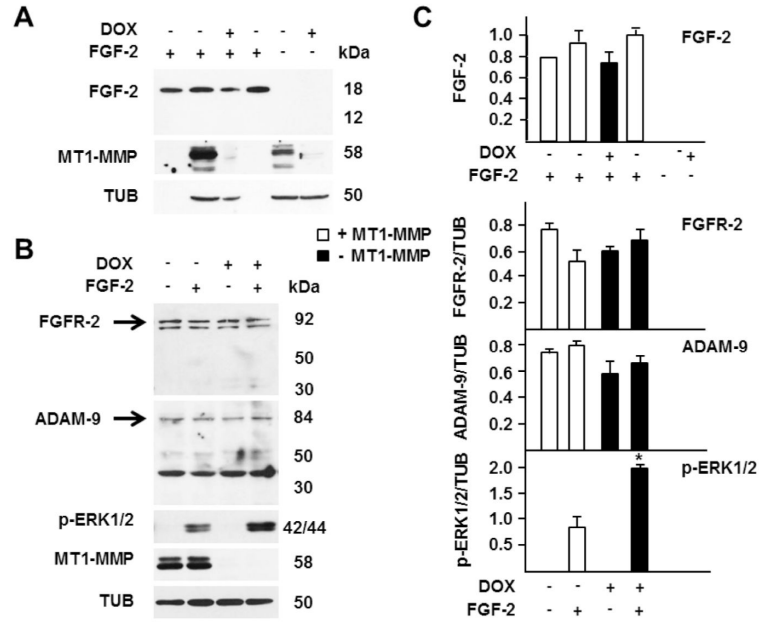 A
DOX - - + - - +
FGF-2 + + + + - -
kDa
FGF-2
18
12
MT1-MMP
58
TUB
50
B
DOX - - + +
FGF-2 - + - +
kDa
FGFR-2
92
50
30
ADAM-9
84
50
30
p-ERK1/2
42/44
MT1-MMP
58
TUB
50
+ MT1-MMP
- MT1-MMP
C
FGF-2
1.0
0.8
0.6
0.4
0.2
FGF-2
DOX - - + - - +
FGF-2 + + + + - -
FGFR-2/TUB
0.8
0.6
0.4
0.2
FGFR-2
ADAM-9/TUB
0.8
0.6
0.4
0.2
ADAM-9
p-ERK1/2/TUB
2.0
1.5
1.0
0.5
*
p-ERK1/2
DOX - - + +
FGF-2 - + - +